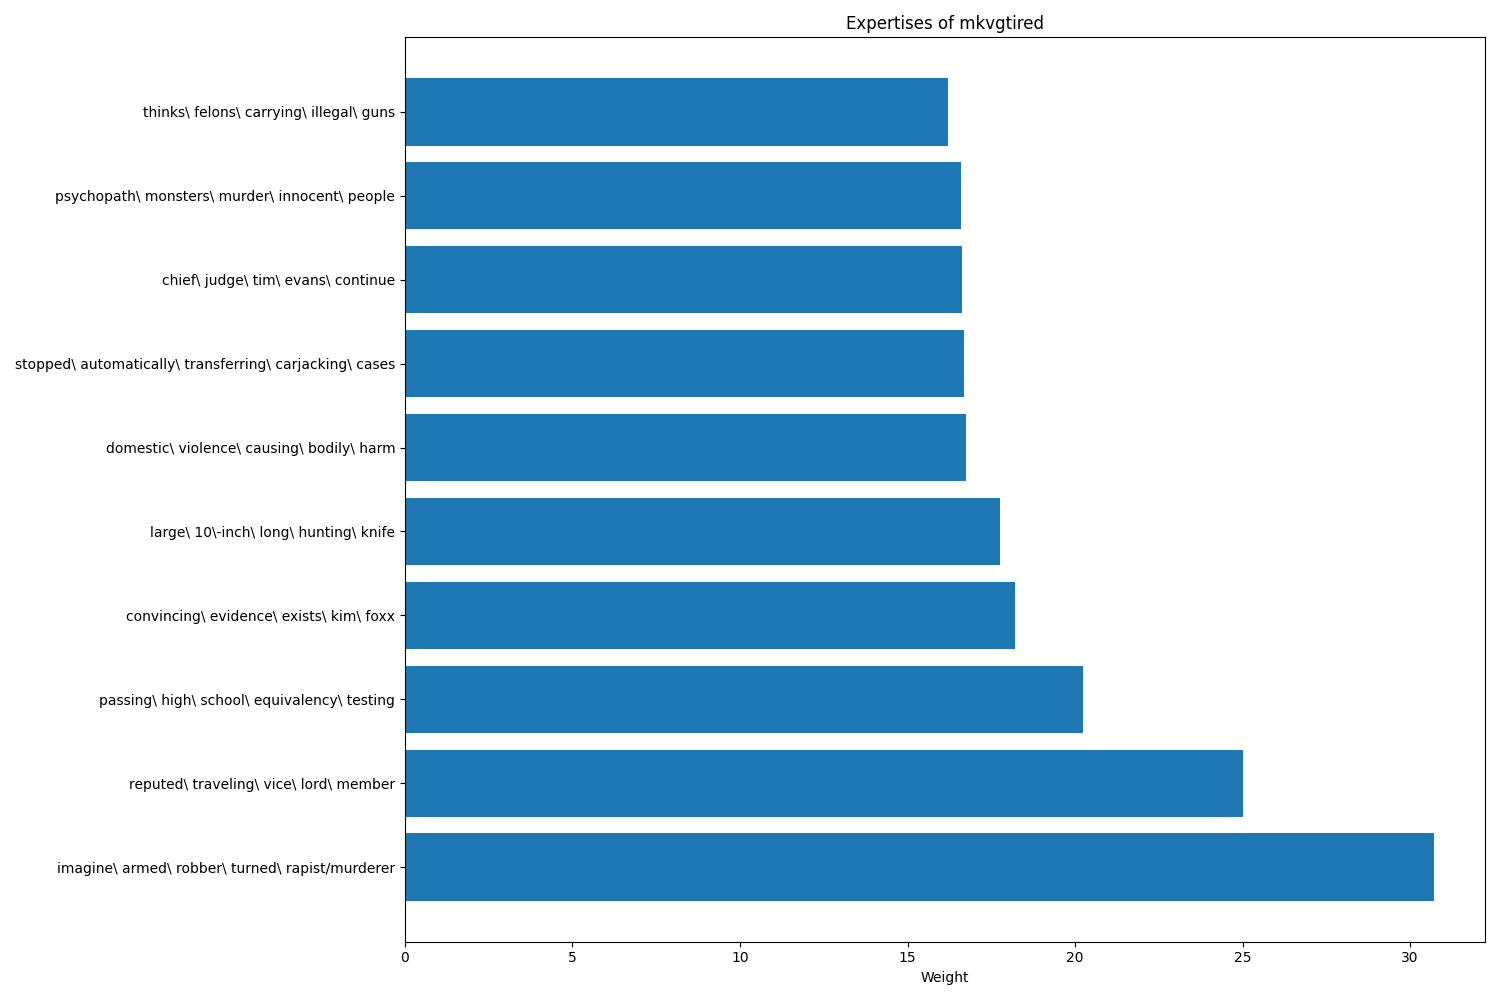 Expertises of mkvgtired
thinks\ felons\ carrying\ illegal\ guns
psychopath\ monsters\ murder\ innocent\ people
chief\ judge\ tim\ evans\ continue
stopped\ automatically\ transferring\ carjacking\ cases
domestic\ violence\ causing\ bodily\ harm
large\ 10\-inch\ long\ hunting\ knife
convincing\ evidence\ exists\ kim\ foxx
passing\ high\ school\ equivalency\ testing
reputed\ traveling\ vice\ lord\ member
imagine\ armed\ robber\ turned\ rapist/murderer
0 5 10 15 20 25 30
Weight